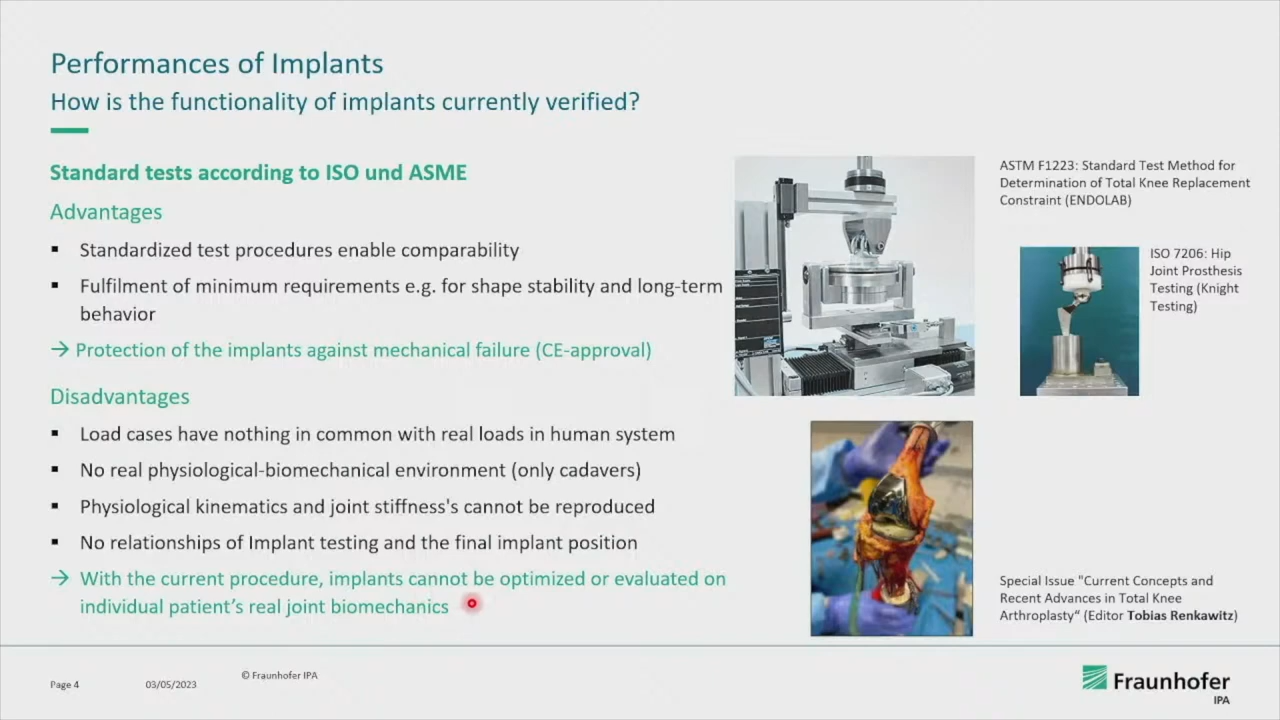 Performances of Implants
How is the functionality of implants currently verified?
Standard tests according to ISO und ASME
Advantages
▪ Standardized test procedures enable comparability
▪ Fulfilment of minimum requirements e.g. for shape stability and long-term
behavior
→ Protection of the implants against mechanical failure (CE-approval)
Disadvantages
▪ Load cases have nothing in common with real loads in human system
▪ No real physiological-biomechanical environment (only cadavers)
▪ Physiological kinematics and joint stiffness's cannot be reproduced
▪ No relationships of Implant testing and the final implant position
→ With the current procedure, implants cannot be optimized or evaluated on
individual patient's real joint biomechanics
ASTM F1223: Standard Test Method for
Determination of Total Knee Replacement
Constraint (ENDOLAB)
ISO 7206: Hip
Joint Prosthesis
Testing (Knight
Testing)
Special Issue "Current Concepts and
Recent Advances in Total Knee
Arthroplasty“ (Editor Tobias Renkawitz)
Page 4
03/05/2023
© Fraunhofer IPA
Fraunhofer
IPA